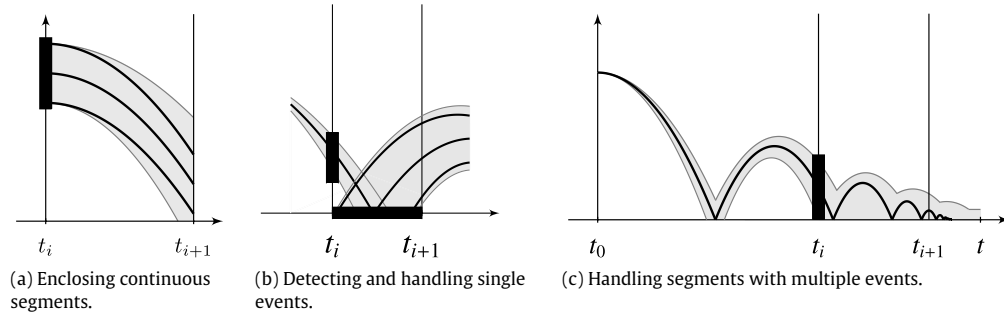 t_i t_{i+1}
(a) Enclosing continuous
segments.
t_i t_{i+1}
(b) Detecting and handling single
events.
t_0 t_i t_{i+1} t
(c) Handling segments with multiple events.